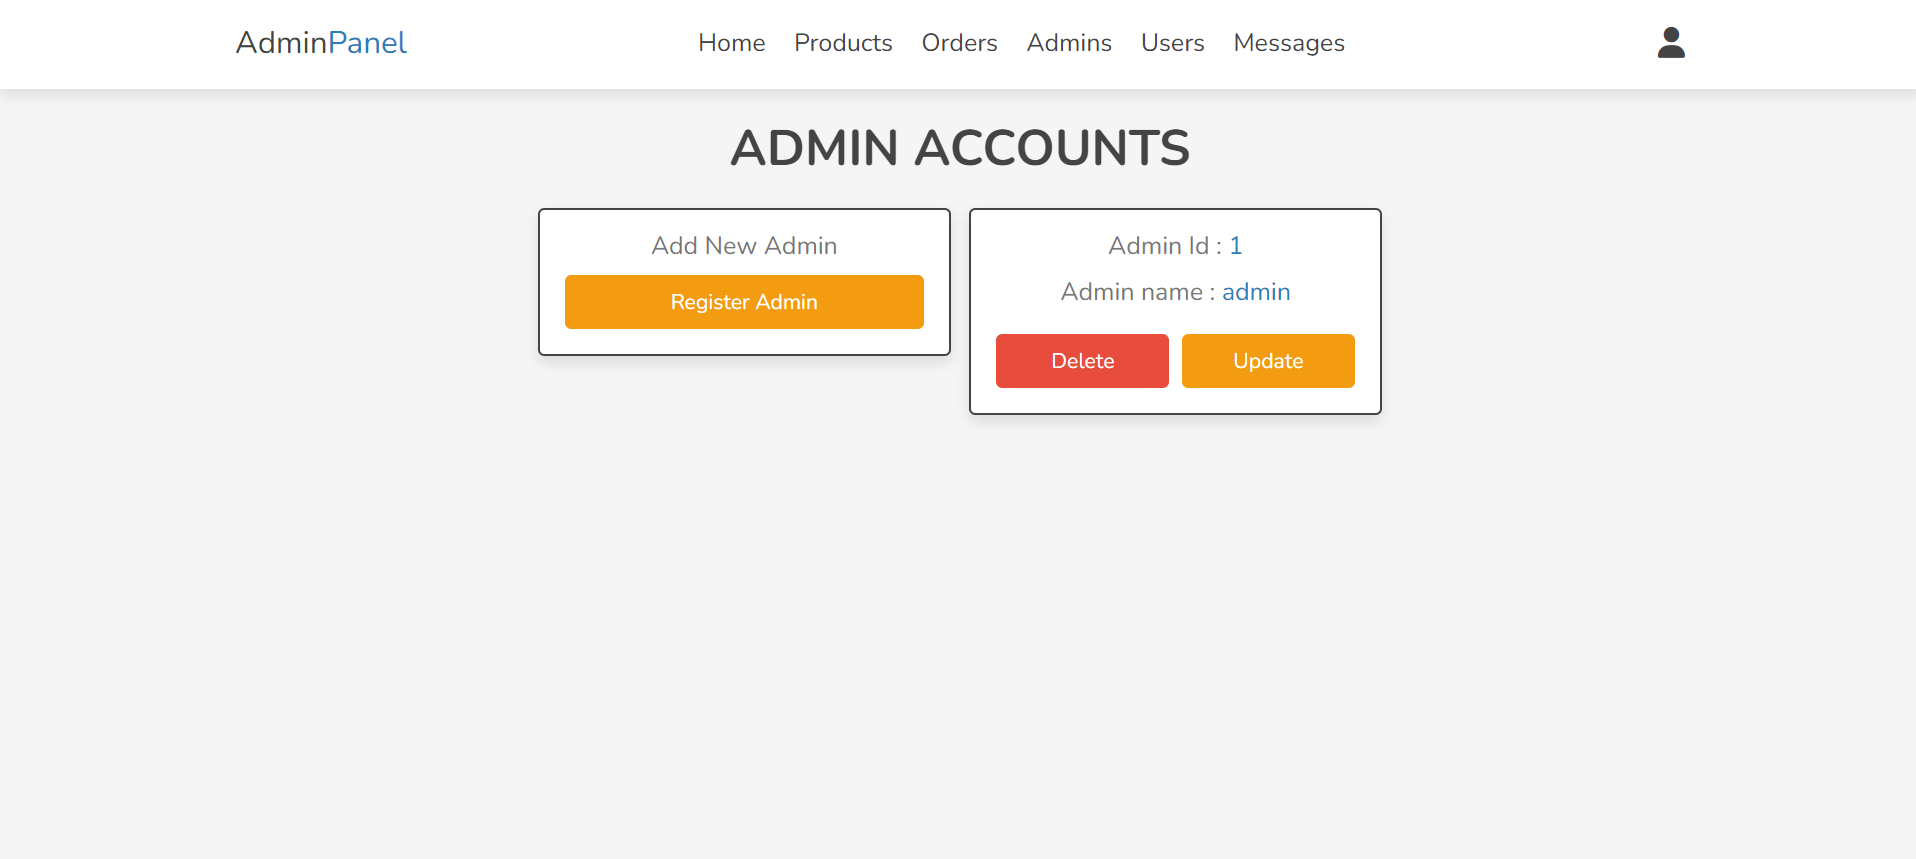 AdminPanel
Home Products Orders Admins Users Messages
ADMIN ACCOUNTS
Add New Admin
Register Admin
Admin Id : 1
Admin name : admin
Delete Update